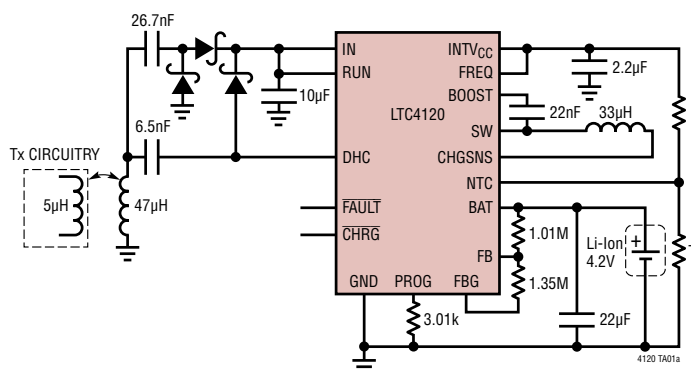 26.7nF
IN
INTVCC
RUN
FREQ
2.2µF
10µF
BOOST
LTC4120
22nF
33µH
6.5nF
SW
Tx CIRCUITRY
DHC
CHGSNS
NTC
5µH
47µH
FAULT
BAT
CHRG
1.01M
Li-Ion
+
4.2V
FB
1.35M
GND
PROG
FBG
3.01k
22µF
4120 TA01a